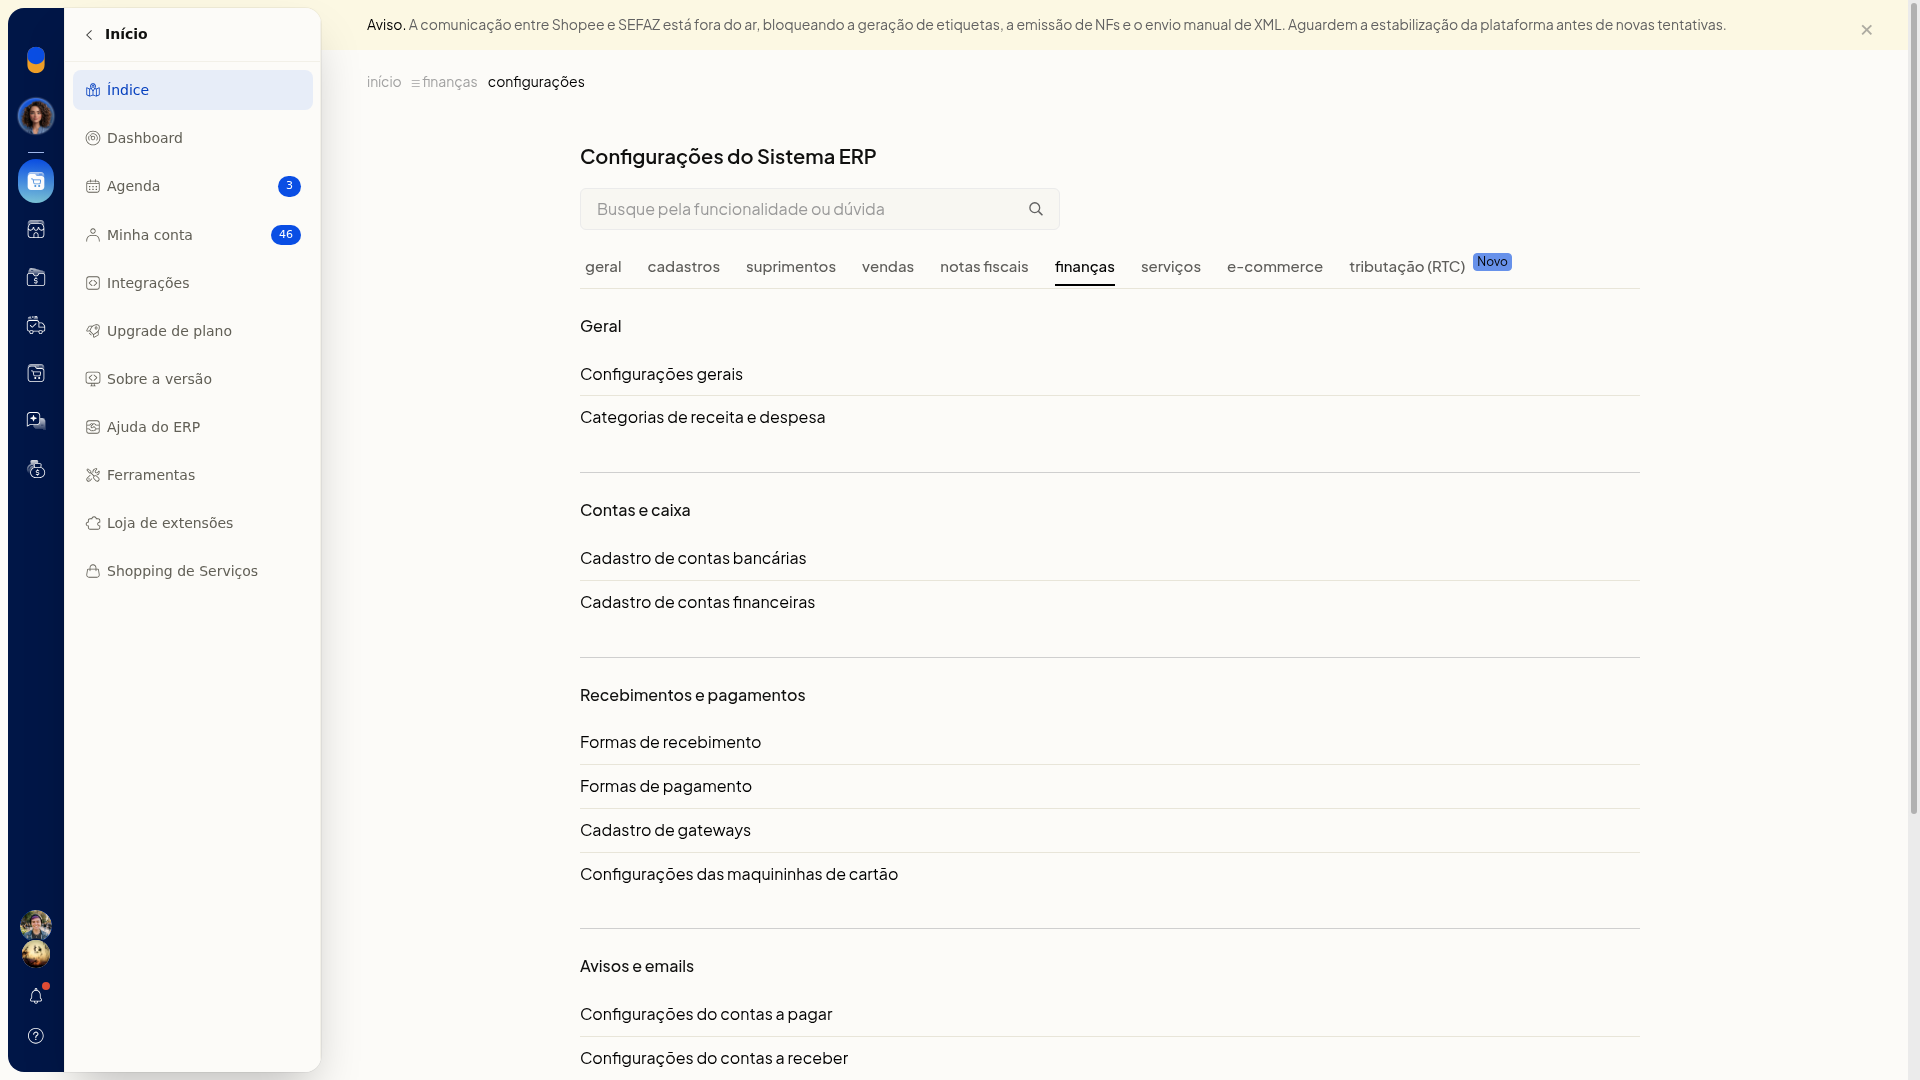 Início
Índice
Dashboard
Agenda 3
Minha conta 46
Integrações
Upgrade de plano
Sobre a versão
Ajuda do ERP
Ferramentas
Loja de extensões
Shopping de Serviços
Aviso. A comunicação entre Shopee e SEFAZ está fora do ar, bloqueando a geração de etiquetas, a emissão de NFs e o envio manual de XML. Aguardem a estabilização da plataforma antes de novas tentativas.
início finanças configurações
Configurações do Sistema ERP
Busque pela funcionalidade ou dúvida
geral cadastros suprimentos vendas notas fiscais finanças serviços e-commerce tributação (RTC) Novo
Geral
Configurações gerais
Categorias de receita e despesa
Contas e caixa
Cadastro de contas bancárias
Cadastro de contas financeiras
Recebimentos e pagamentos
Formas de recebimento
Formas de pagamento
Cadastro de gateways
Configurações das maquininhas de cartão
Avisos e emails
Configurações do contas a pagar
Configurações do contas a receber